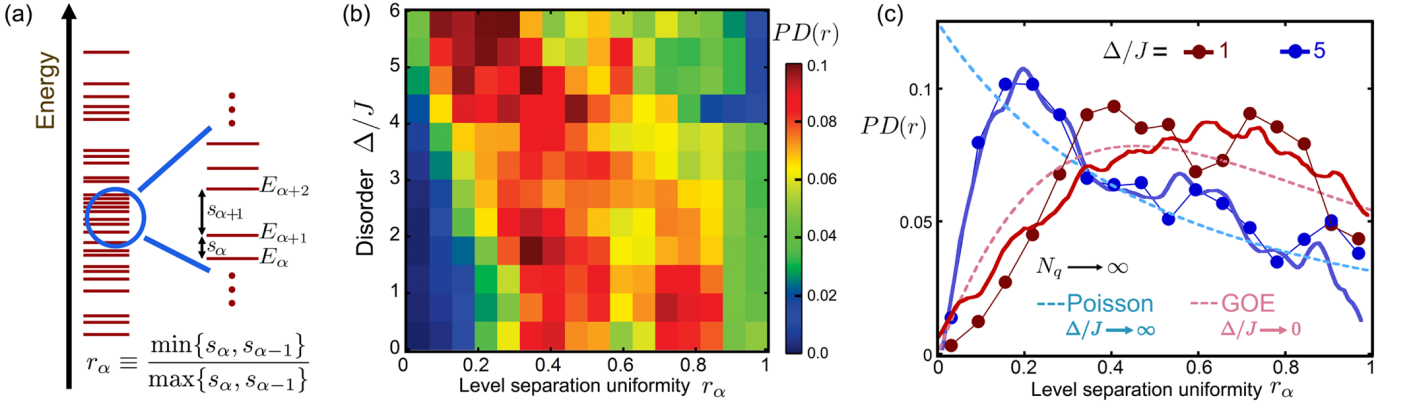 (a)
Energy
E_{α+2}
s_{α+1}
E_{α+1}
s_α
E_α
r_α ≡ min{s_α, s_{α−1}} / max{s_α, s_{α−1}}
(b)
PD(r)
6
5
4
3
2
1
0
Disorder Δ/J
0 0.2 0.4 0.6 0.8 1
Level separation uniformity r_α
0.1
0.08
0.06
0.04
0.02
0.0
(c)
Δ/J = 1 5
PD(r)
0.1
0.05
0
N_q → ∞
Poisson
Δ/J → ∞
GOE
Δ/J → 0
0 0.2 0.4 0.6 0.8 1
Level separation uniformity r_α